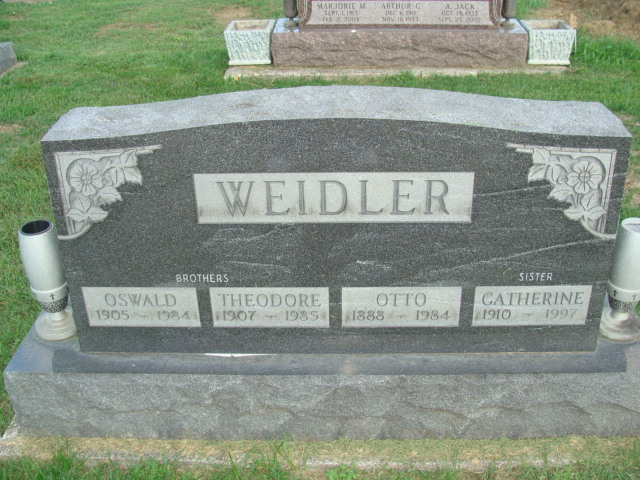 MARJORIE M. ARTHUR C. A. JACK
WEIDLER
BROTHERS SISTER
OSWALD THEODORE OTTO CATHERINE
1905 - 1984 1907 - 1985 1888 - 1984 1910 - 1997